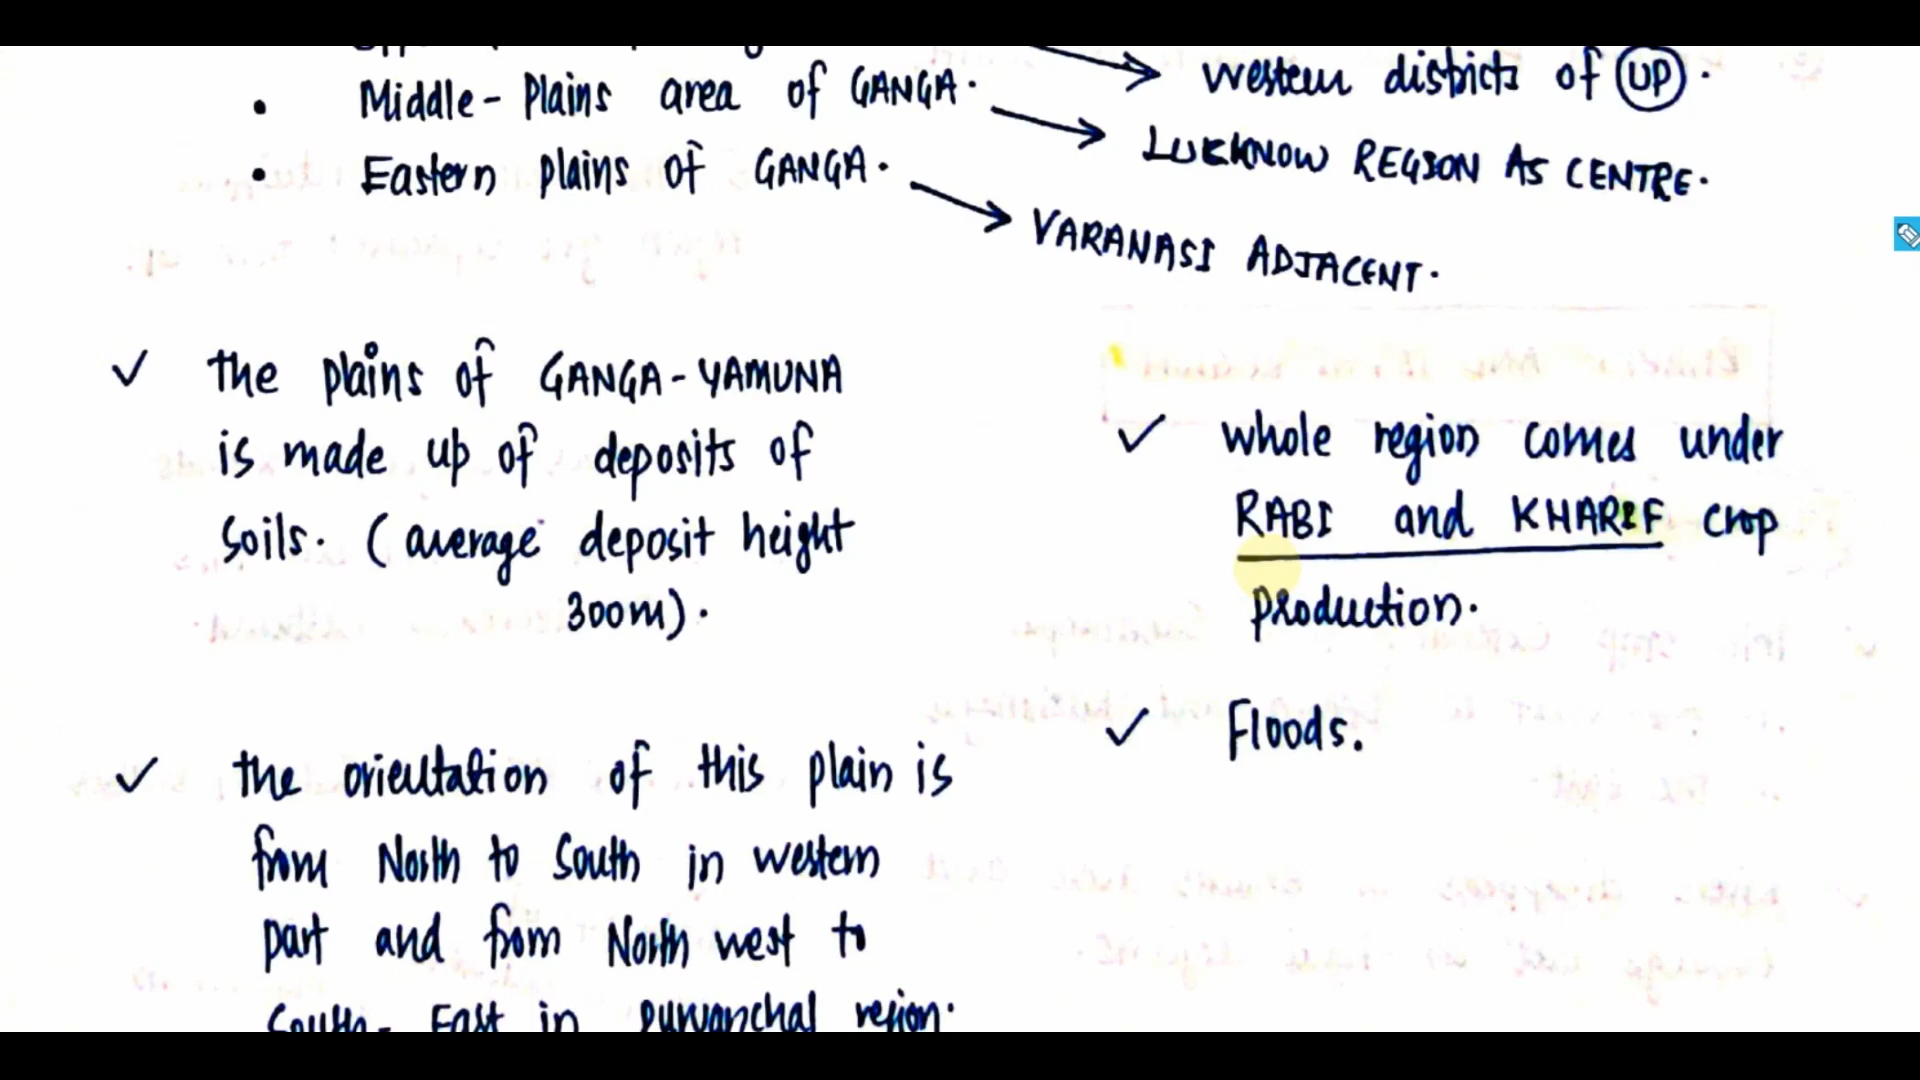 Middle-Plains area of GANGA.
Eastern plains of GANGA.
western districts of UP.
LUCKNOW REGION AS CENTRE.
VARANASI ADJACENT.
✓ the plains of GANGA-YAMUNA
is made up of deposits of
soils. (average deposit height
300m).
✓ the orientation of this plain is
from North to South in western
part and from North west to
South-East in purvanchal region.
✓ whole region comes under
RABI and KHARIF crop
production.
✓ Floods.